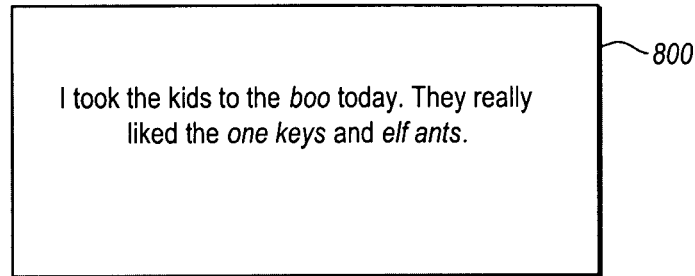 I took the kids to the boo today. They really
liked the one keys and elf ants.
800